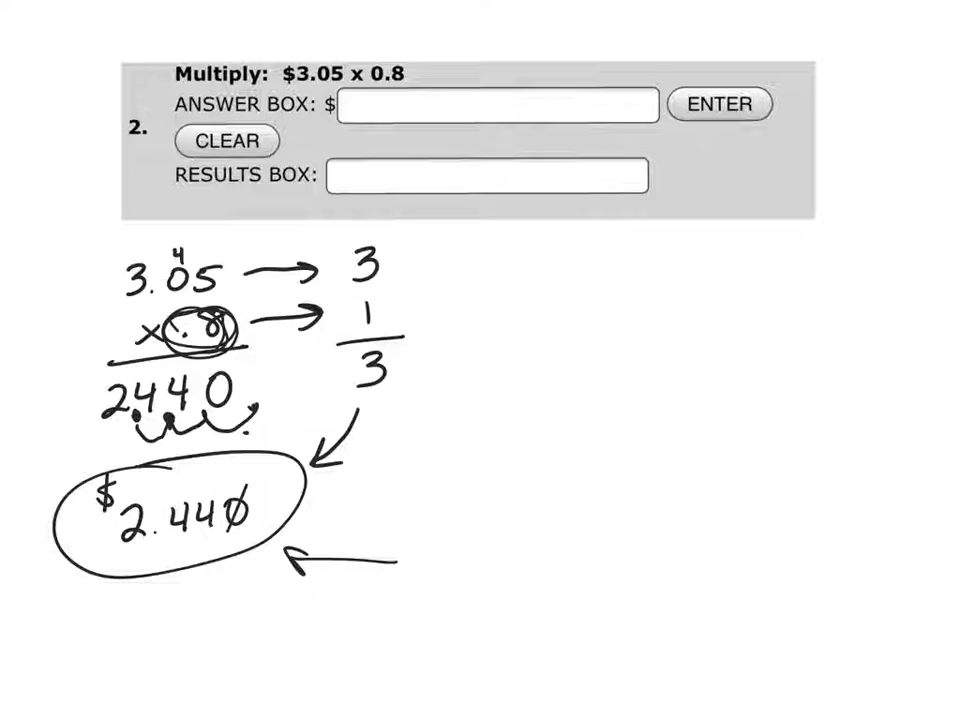 Multiply: $3.05 x 0.8
ANSWER BOX: $ ENTER
2.
CLEAR
RESULTS BOX:
4
3.05 → 3
x .8 → 1
2440 3
$2.440